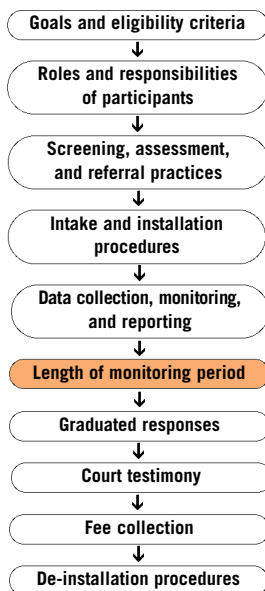 Goals and eligibility criteria
Roles and responsibilities
of participants
Screening, assessment,
and referral practices
Intake and installation
procedures
Data collection, monitoring,
and reporting
Length of monitoring period
Graduated responses
Court testimony
Fee collection
De-installation procedures